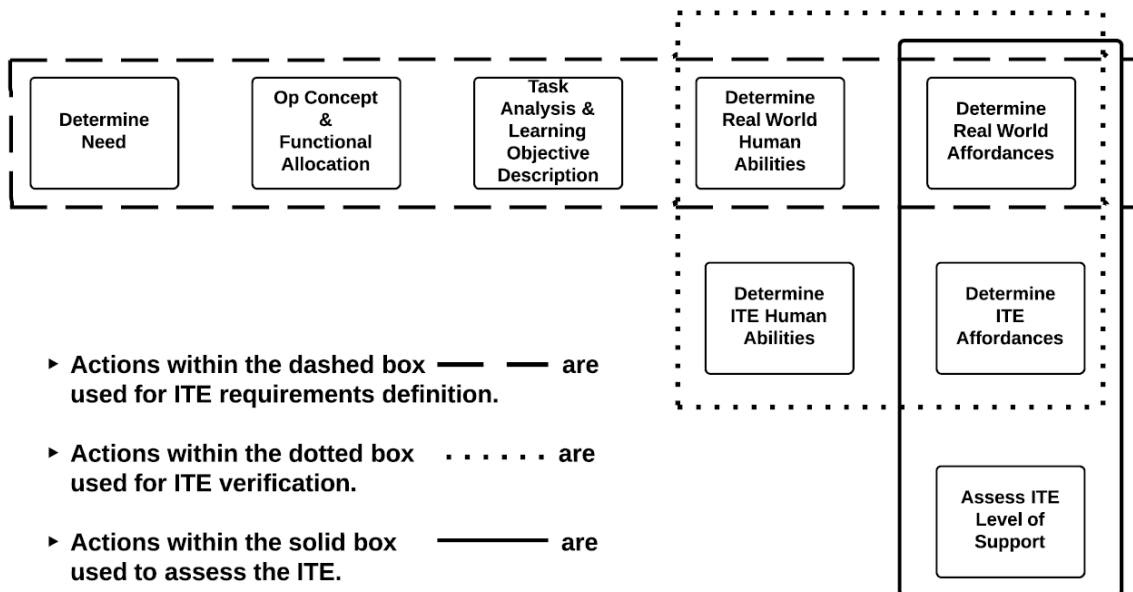 Determine
Need
Op Concept
&
Functional
Allocation
Task
Analysis &
Learning
Objective
Description
Determine
Real World
Human
Abilities
Determine
Real World
Affordances
Determine
ITE Human
Abilities
Determine
ITE
Affordances
Assess ITE
Level of
Support
▸ Actions within the dashed box — — are
used for ITE requirements definition.
▸ Actions within the dotted box . . . . . . are
used for ITE verification.
▸ Actions within the solid box ——— are
used to assess the ITE.